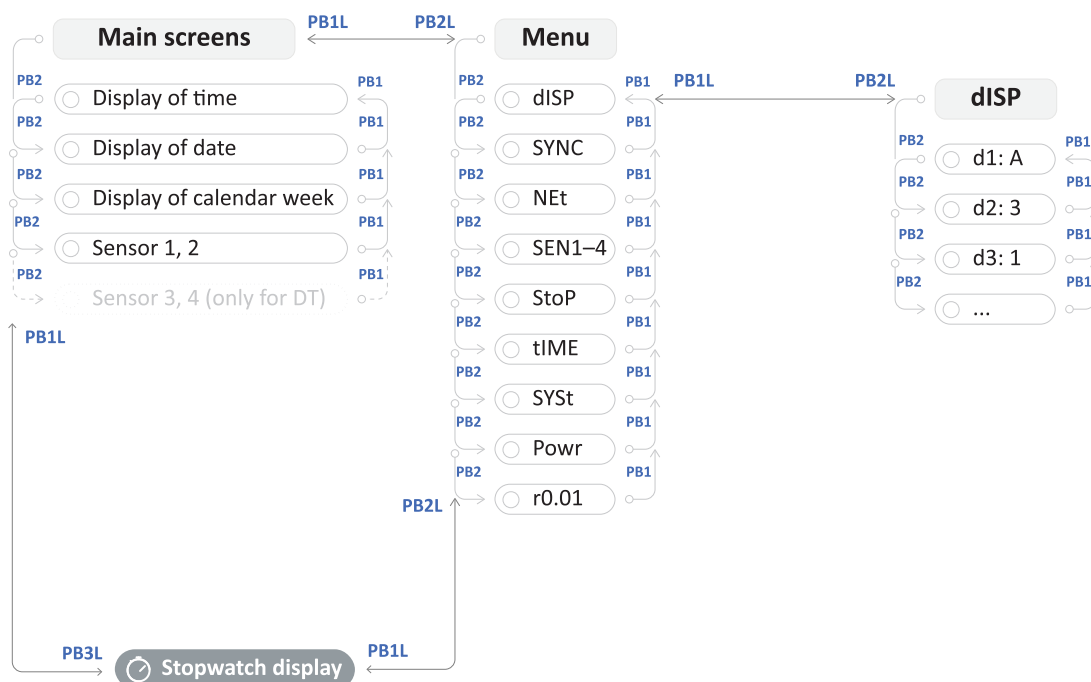 Main screens
PB1L
PB2L
Menu
PB2
Display of time
PB1
PB2
PB1
Display of date
PB2
PB1
Display of calendar week
PB2
PB1
Sensor 1, 2
PB2
PB1
Sensor 3, 4 (only for DT)
PB1L
PB2
dISP
PB1
PB2
PB1
SYNC
PB2
PB1
NEt
PB2
PB1
SEN1–4
PB2
PB1
StoP
PB2
PB1
tIME
PB2
PB1
SYSt
PB2
PB1
Powr
PB2
PB1
r0.01
PB2L
PB1L
PB2L
dISP
PB2
PB1
d1: A
PB2
PB1
d2: 3
PB2
PB1
d3: 1
PB2
PB1
...
PB3L
Stopwatch display
PB1L